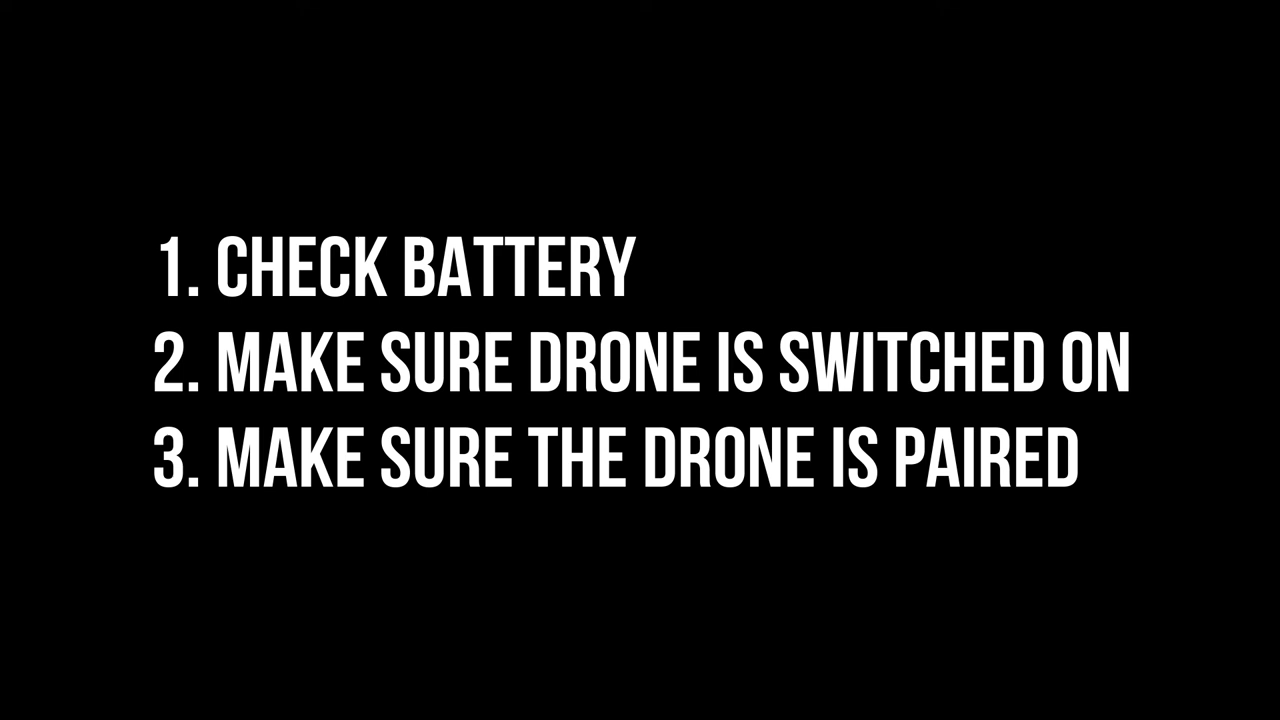 1. CHECK BATTERY
2. MAKE SURE DRONE IS SWITCHED ON
3. MAKE SURE THE DRONE IS PAIRED